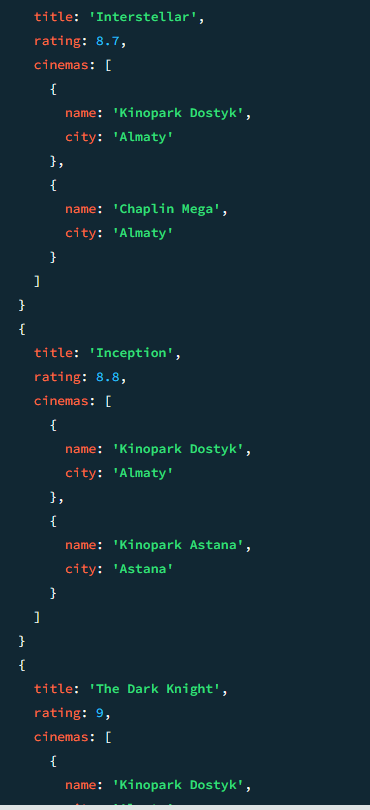 title: 'Interstellar',
rating: 8.7,
cinemas: [
{
name: 'Kinopark Dostyk',
city: 'Almaty'
},
{
name: 'Chaplin Mega',
city: 'Almaty'
}
]
}
{
title: 'Inception',
rating: 8.8,
cinemas: [
{
name: 'Kinopark Dostyk',
city: 'Almaty'
},
{
name: 'Kinopark Astana',
city: 'Astana'
}
]
}
{
title: 'The Dark Knight',
rating: 9,
cinemas: [
{
name: 'Kinopark Dostyk',